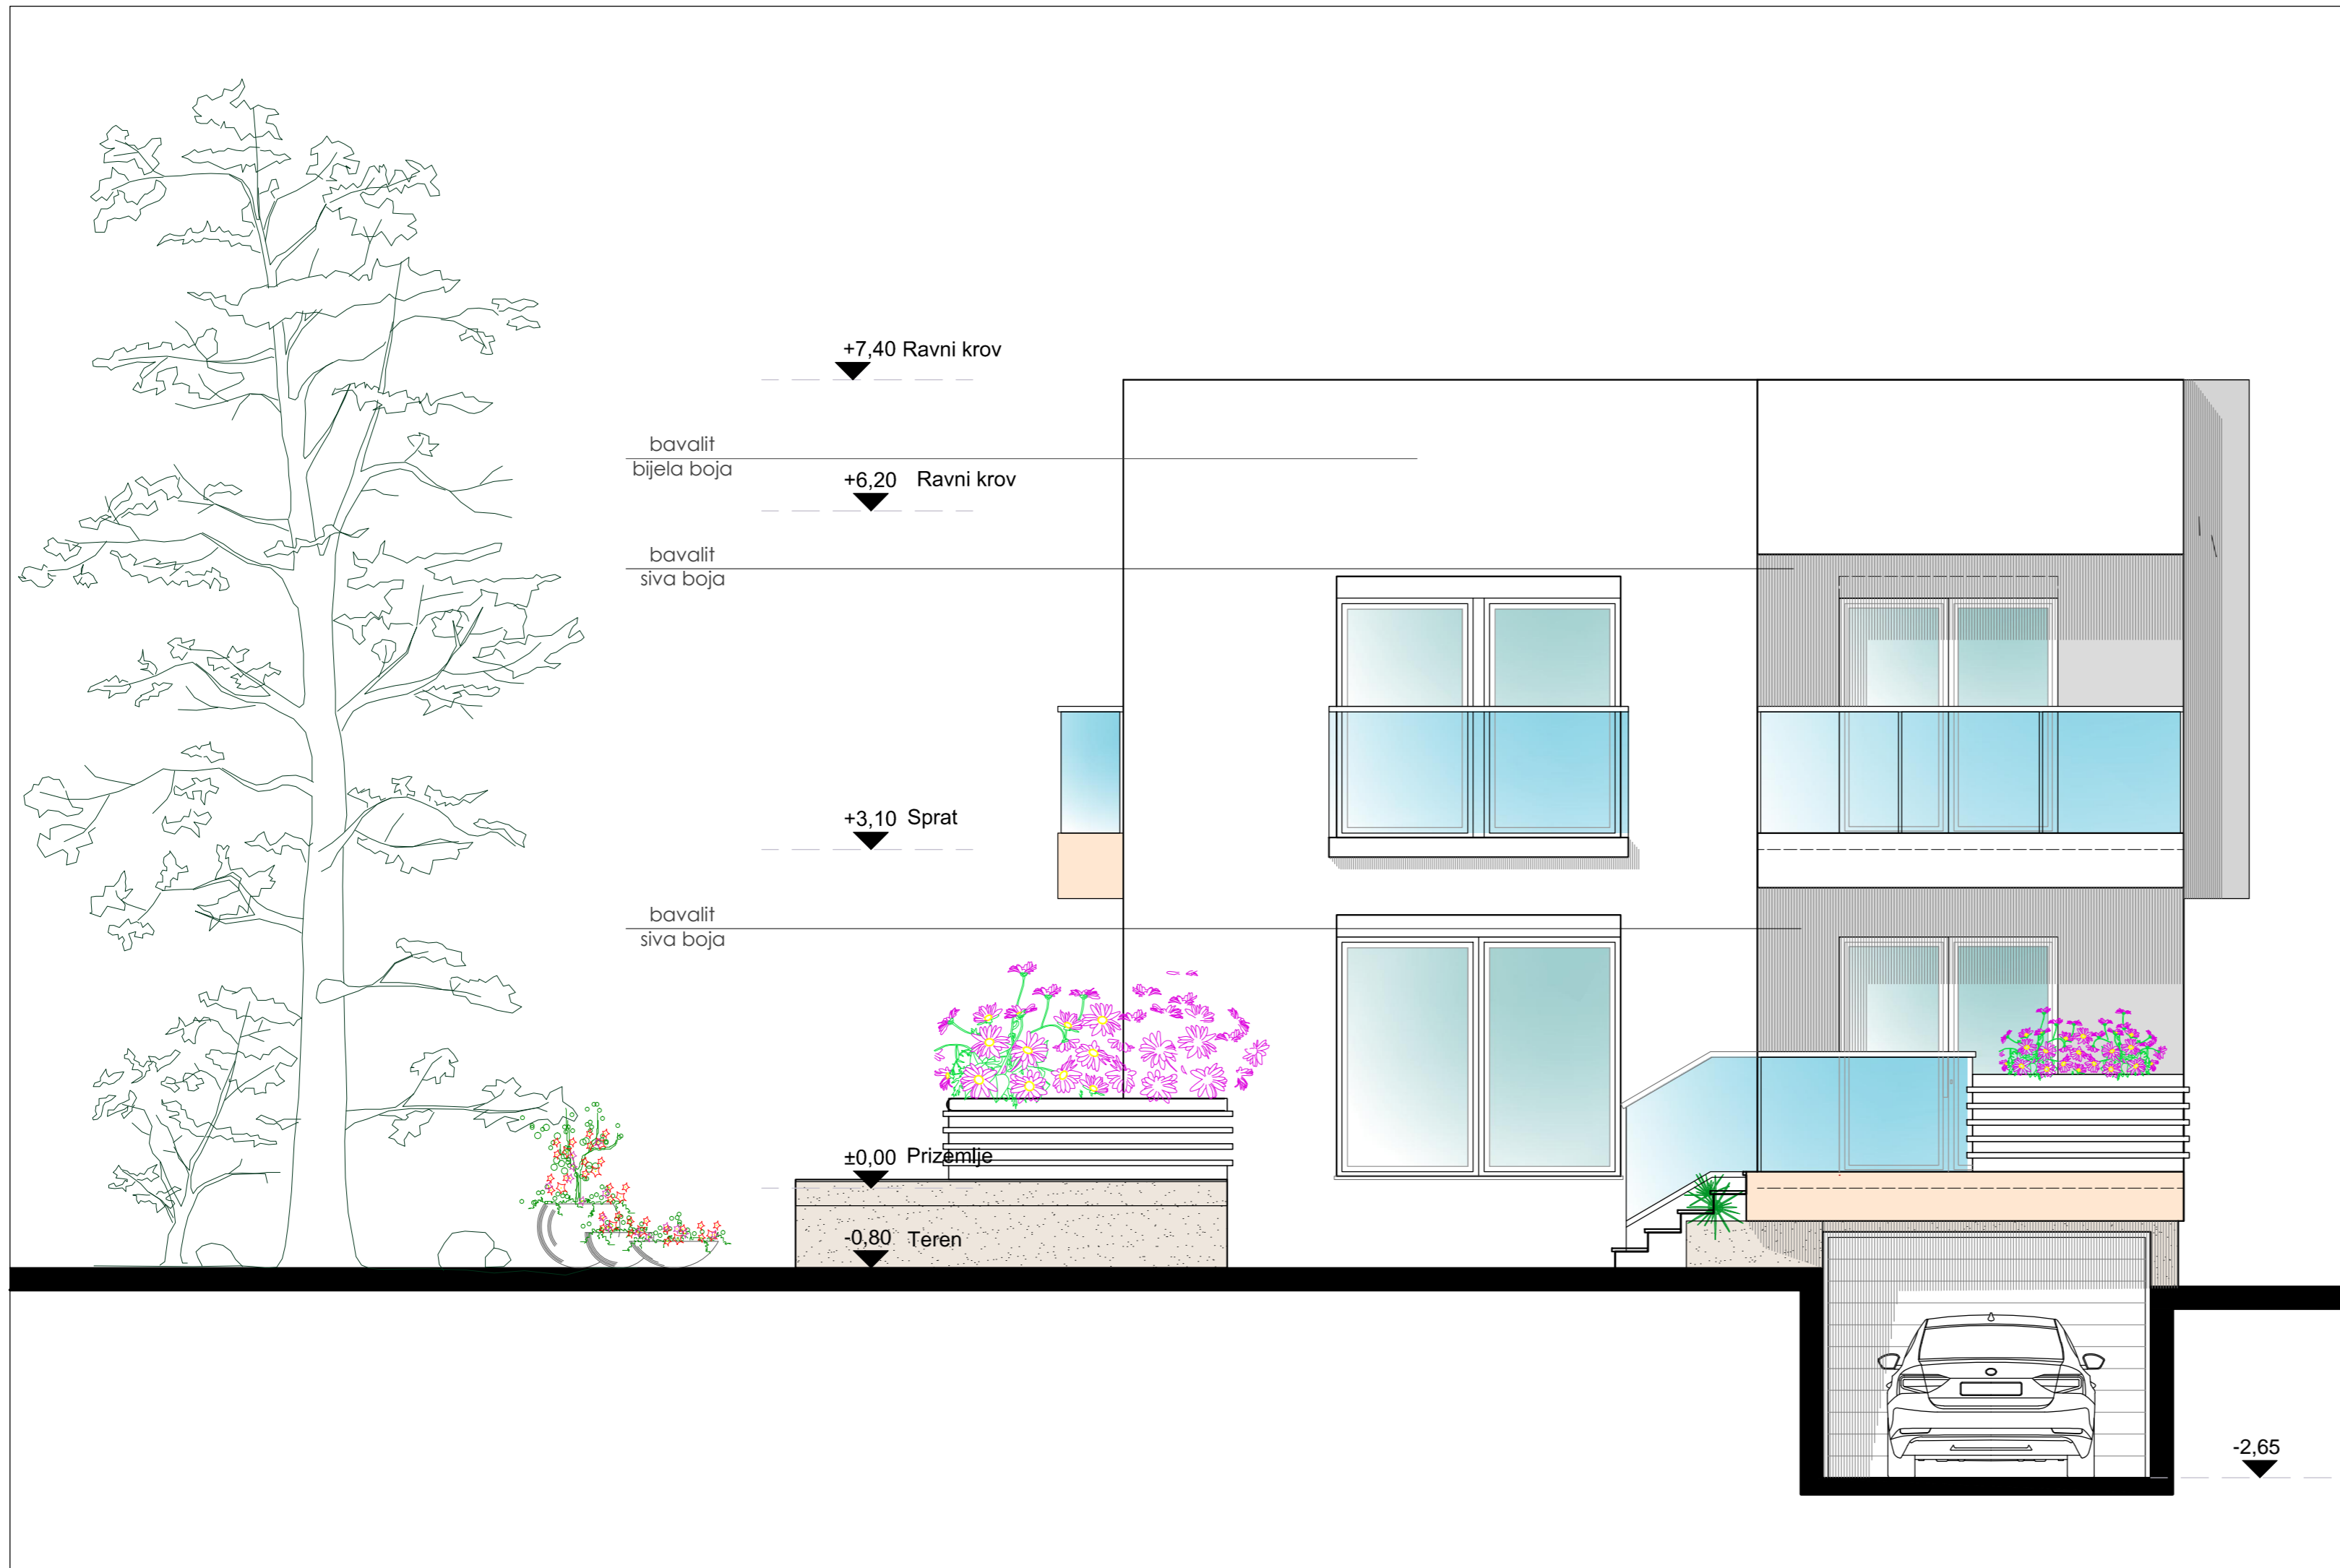 +7,40 Ravni krov
bavalit
bijela boja
+6,20 Ravni krov
bavalit
siva boja
+3,10 Sprat
bavalit
siva boja
±0,00 Prizemlje
-0,80 Teren
-2,65